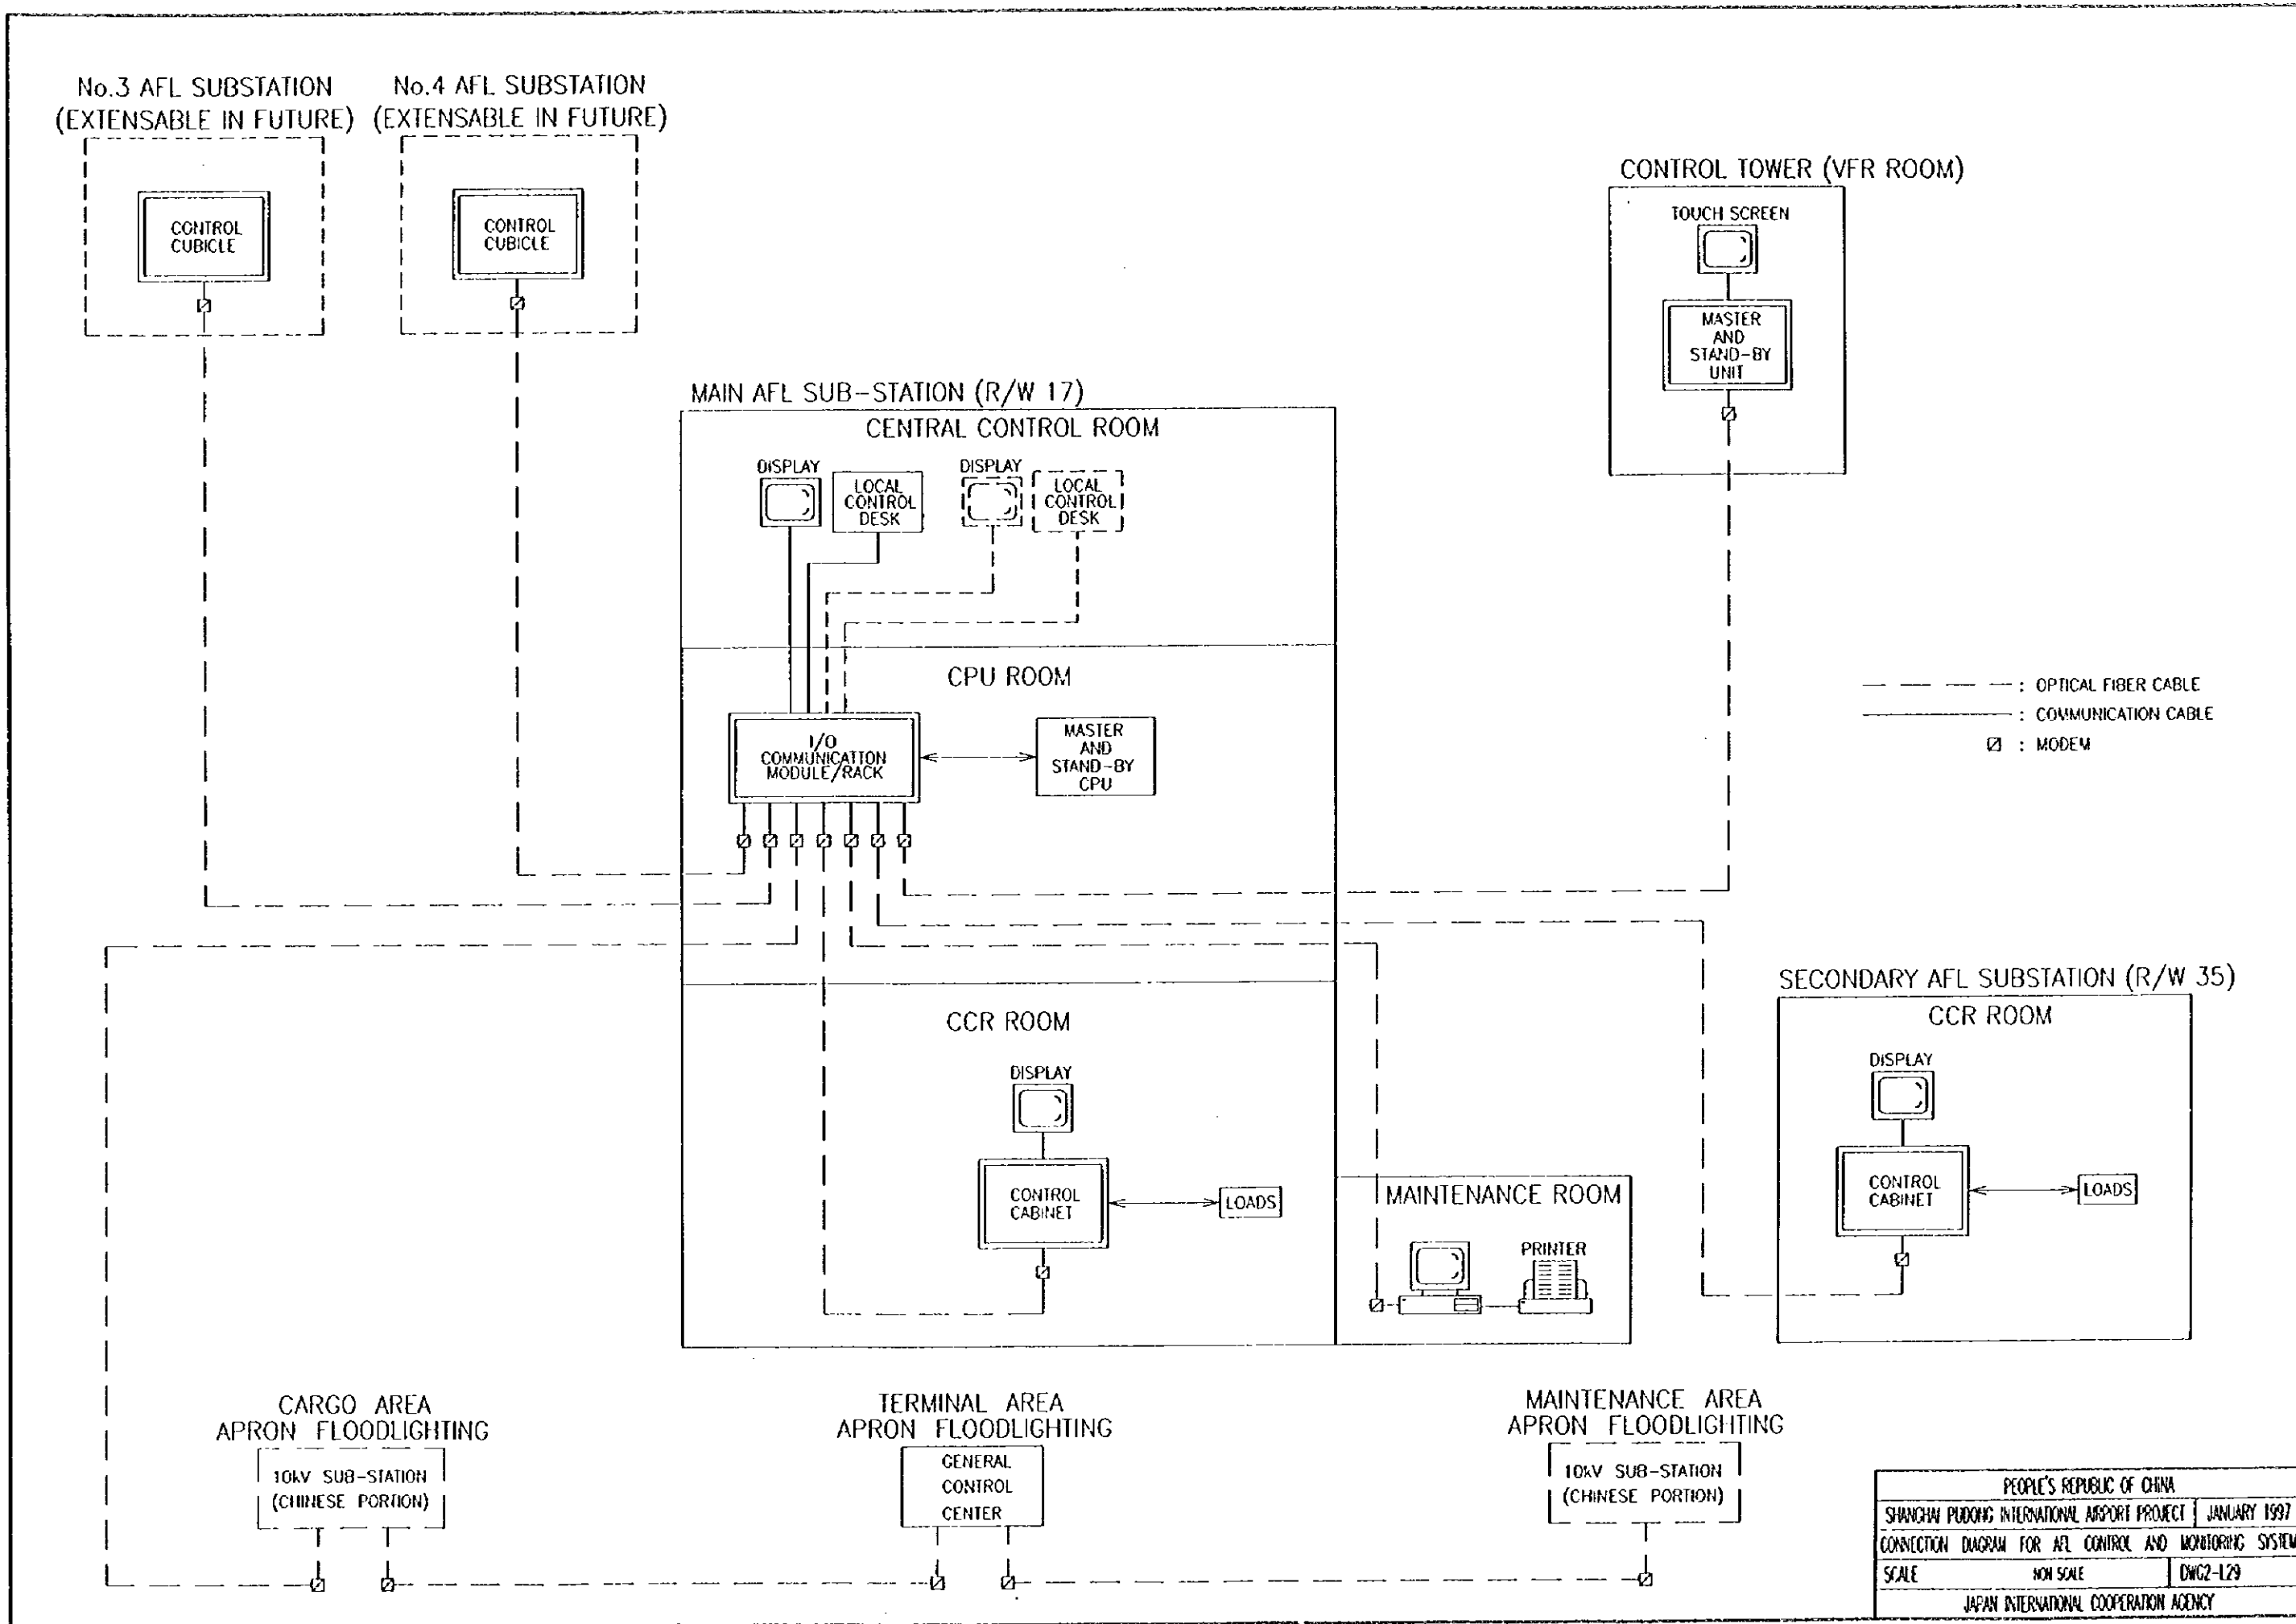 No.3 AFL SUBSTATION
(EXTENSABLE IN FUTURE)
CONTROL
CUBICLE
No.4 AFL SUBSTATION
(EXTENSABLE IN FUTURE)
CONTROL
CUBICLE
CONTROL TOWER (VFR ROOM)
TOUCH SCREEN
MASTER
AND
STAND-BY
UNIT
MAIN AFL SUB-STATION (R/W 17)
CENTRAL CONTROL ROOM
DISPLAY
LOCAL
CONTROL
DESK
DISPLAY
LOCAL
CONTROL
DESK
CPU ROOM
I/O
COMMUNICATION
MODULE/RACK
MASTER
AND
STAND-BY
CPU
: OPTICAL FIBER CABLE
: COMMUNICATION CABLE
: MODEM
CCR ROOM
DISPLAY
CONTROL
CABINET
LOADS
MAINTENANCE ROOM
PRINTER
SECONDARY AFL SUBSTATION (R/W 35)
CCR ROOM
DISPLAY
CONTROL
CABINET
LOADS
CARGO AREA
APRON FLOODLIGHTING
10kV SUB-STATION
(CHINESE PORTION)
TERMINAL AREA
APRON FLOODLIGHTING
GENERAL
CONTROL
CENTER
MAINTENANCE AREA
APRON FLOODLIGHTING
10kV SUB-STATION
(CHINESE PORTION)
PEOPLE'S REPUBLIC OF CHINA
SHANGHAI PUDONG INTERNATIONAL AIRPORT PROJECT JANUARY 1997
CONNECTION DIAGRAM FOR AFL CONTROL AND MONITORING SYSTEM
SCALE NON SCALE DWG2-L29
JAPAN INTERNATIONAL COOPERATION AGENCY